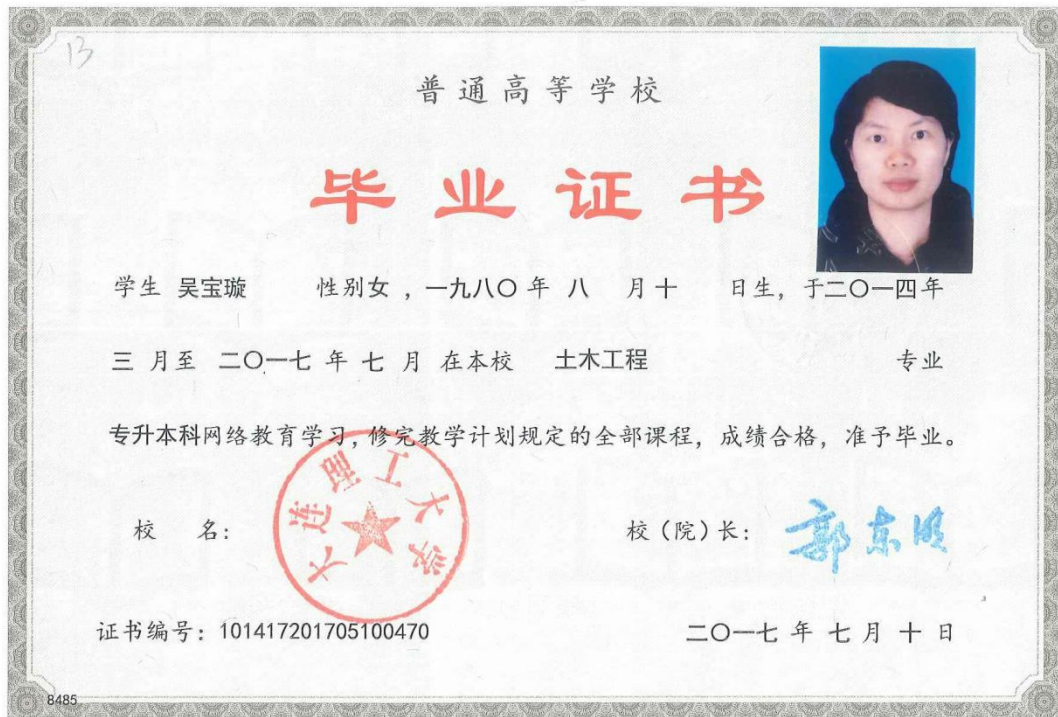 13
普通高等学校
毕业证书
学生 吴宝璇 性别女 ，一九八〇年 八 月十 日生，于二〇一四年
三 月至 二〇一七 年 七 月 在本校 土木工程 专业
专升本科网络教育学习，修完教学计划规定的全部课程，成绩合格，准予毕业。
大连理工大学
校 名： 校（院）长： 郭东明
证书编号：101417201705100470 二〇一七 年 七 月 十 日
8485